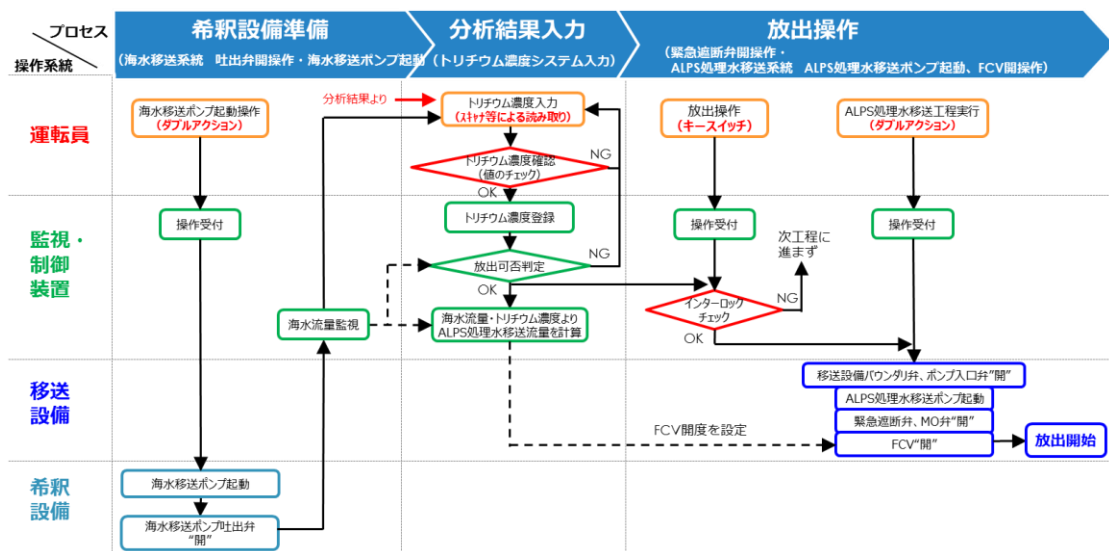 プロセス
操作系統
希釈設備準備
(海水移送系統　吐出弁開操作・海水移送ポンプ起動)
分析結果入力
(トリチウム濃度システム入力)
放出操作
(緊急遮断弁開操作・
ALPS処理水移送系統　ALPS処理水移送ポンプ起動、FCV開操作)
運転員
海水移送ポンプ起動操作
(ダブルアクション)
分析結果より
トリチウム濃度入力
(スキャナ等による読み取り)
トリチウム濃度確認
(値のチェック)
NG
OK
放出操作
(キースイッチ)
ALPS処理水移送工程実行
(ダブルアクション)
監視・
制御
装置
操作受付
トリチウム濃度登録
放出可否判定
NG
OK
海水流量監視
海水流量・トリチウム濃度より
ALPS処理水移送流量を計算
操作受付
操作受付
次工程に
進まず
インターロック
チェック
NG
OK
移送
設備
移送設備バウンダリ弁、ポンプ入口弁"開"
ALPS処理水移送ポンプ起動
緊急遮断弁、MO弁"開"
FCV"開"
FCV開度を設定
放出開始
希釈
設備
海水移送ポンプ起動
海水移送ポンプ吐出弁
"開"